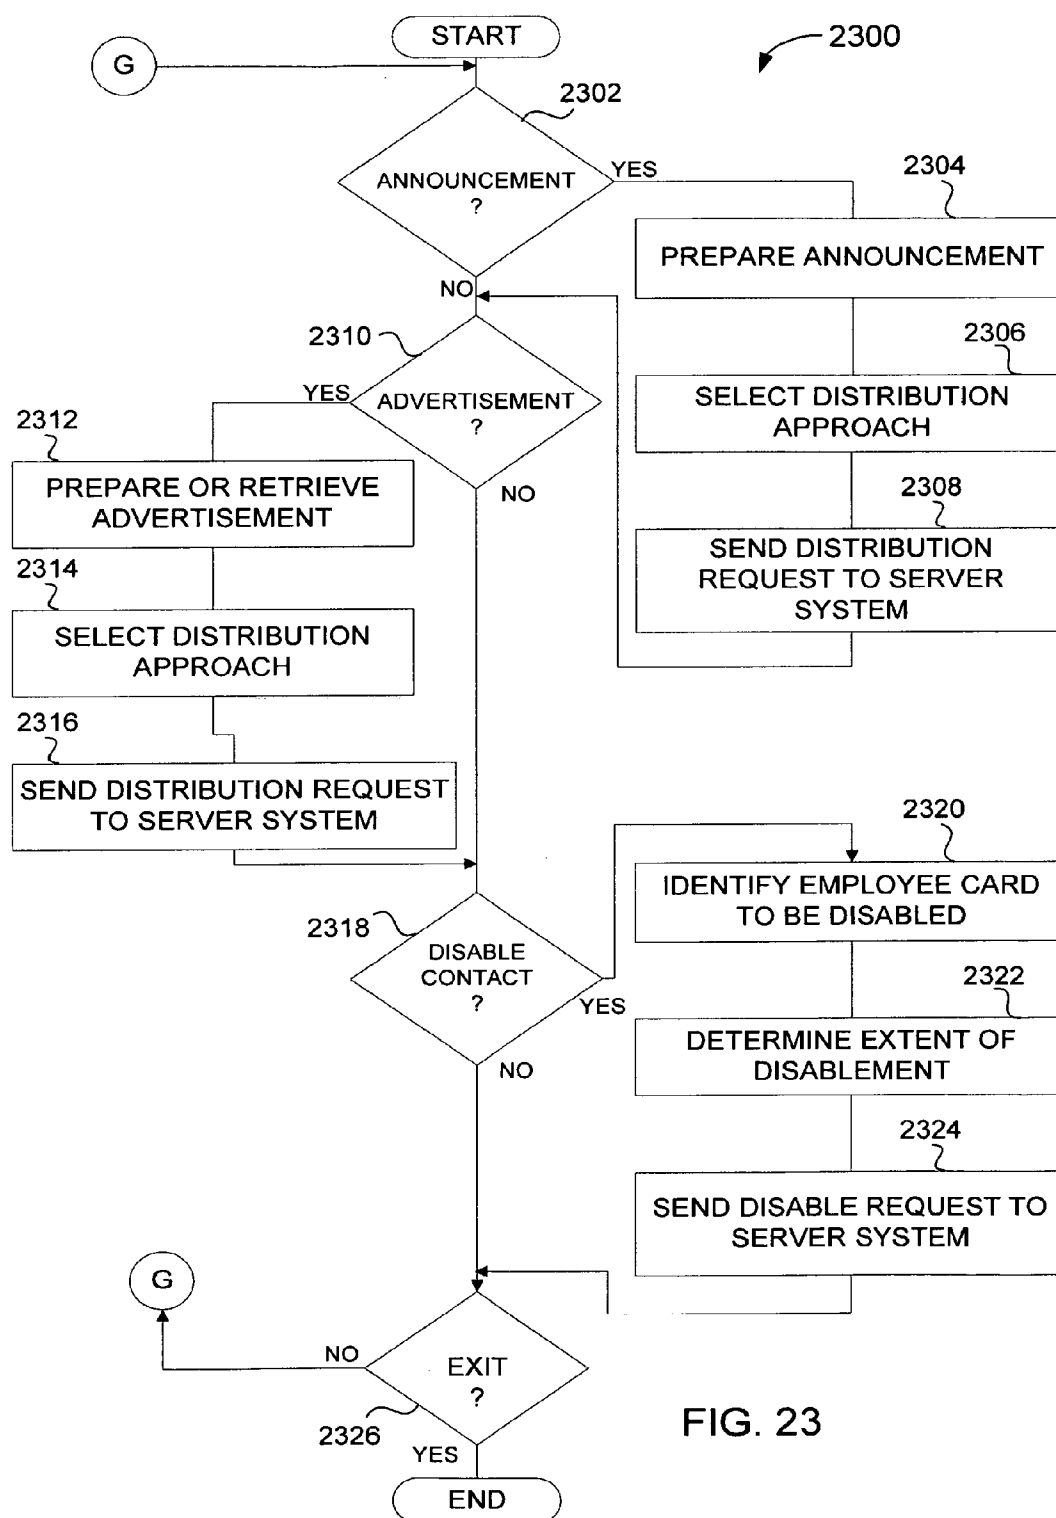 START
2300
G
2302
ANNOUNCEMENT
?
YES
NO
2304
PREPARE ANNOUNCEMENT
2306
SELECT DISTRIBUTION
APPROACH
2308
SEND DISTRIBUTION
REQUEST TO SERVER
SYSTEM
2310
ADVERTISEMENT
?
YES
NO
2312
PREPARE OR RETRIEVE
ADVERTISEMENT
2314
SELECT DISTRIBUTION
APPROACH
2316
SEND DISTRIBUTION REQUEST
TO SERVER SYSTEM
2318
DISABLE
CONTACT
?
YES
NO
2320
IDENTIFY EMPLOYEE CARD
TO BE DISABLED
2322
DETERMINE EXTENT OF
DISABLEMENT
2324
SEND DISABLE REQUEST TO
SERVER SYSTEM
G
NO
EXIT
?
2326
YES
END
FIG. 23